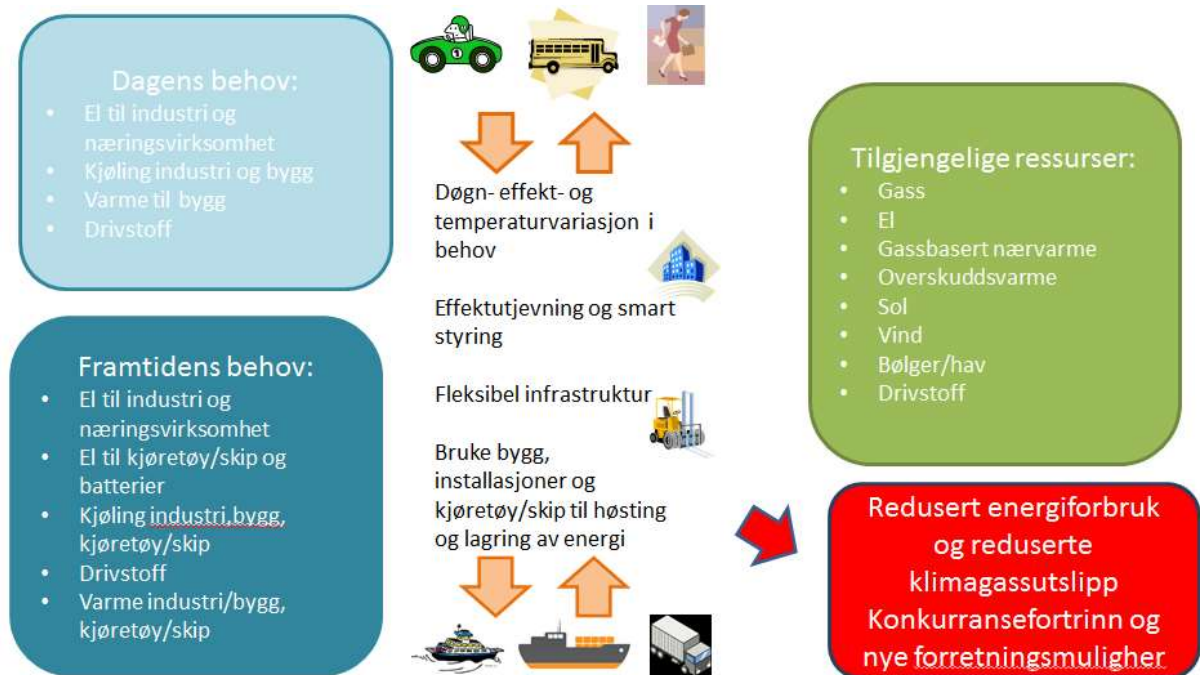 Dagens behov:
• El til industri og
næringsvirksomhet
• Kjøling industri og bygg
• Varme til bygg
• Drivstoff
Framtidens behov:
• El til industri og
næringsvirksomhet
• El til kjøretøy/skip og
batterier
• Kjøling industri,bygg,
kjøretøy/skip
• Drivstoff
• Varme industri/bygg,
kjøretøy/skip
1
Døgn- effekt- og
temperaturvariasjon i
behov
Effektutjevning og smart
styring
Fleksibel infrastruktur
Bruke bygg,
installasjoner og
kjøretøy/skip til høsting
og lagring av energi
Tilgjengelige ressurser:
• Gass
• El
• Gassbasert nærvarme
• Overskuddsvarme
• Sol
• Vind
• Bølger/hav
• Drivstoff
Redusert energiforbruk
og reduserte
klimagassutslipp
Konkurransefortrinn og
nye forretningsmuligher